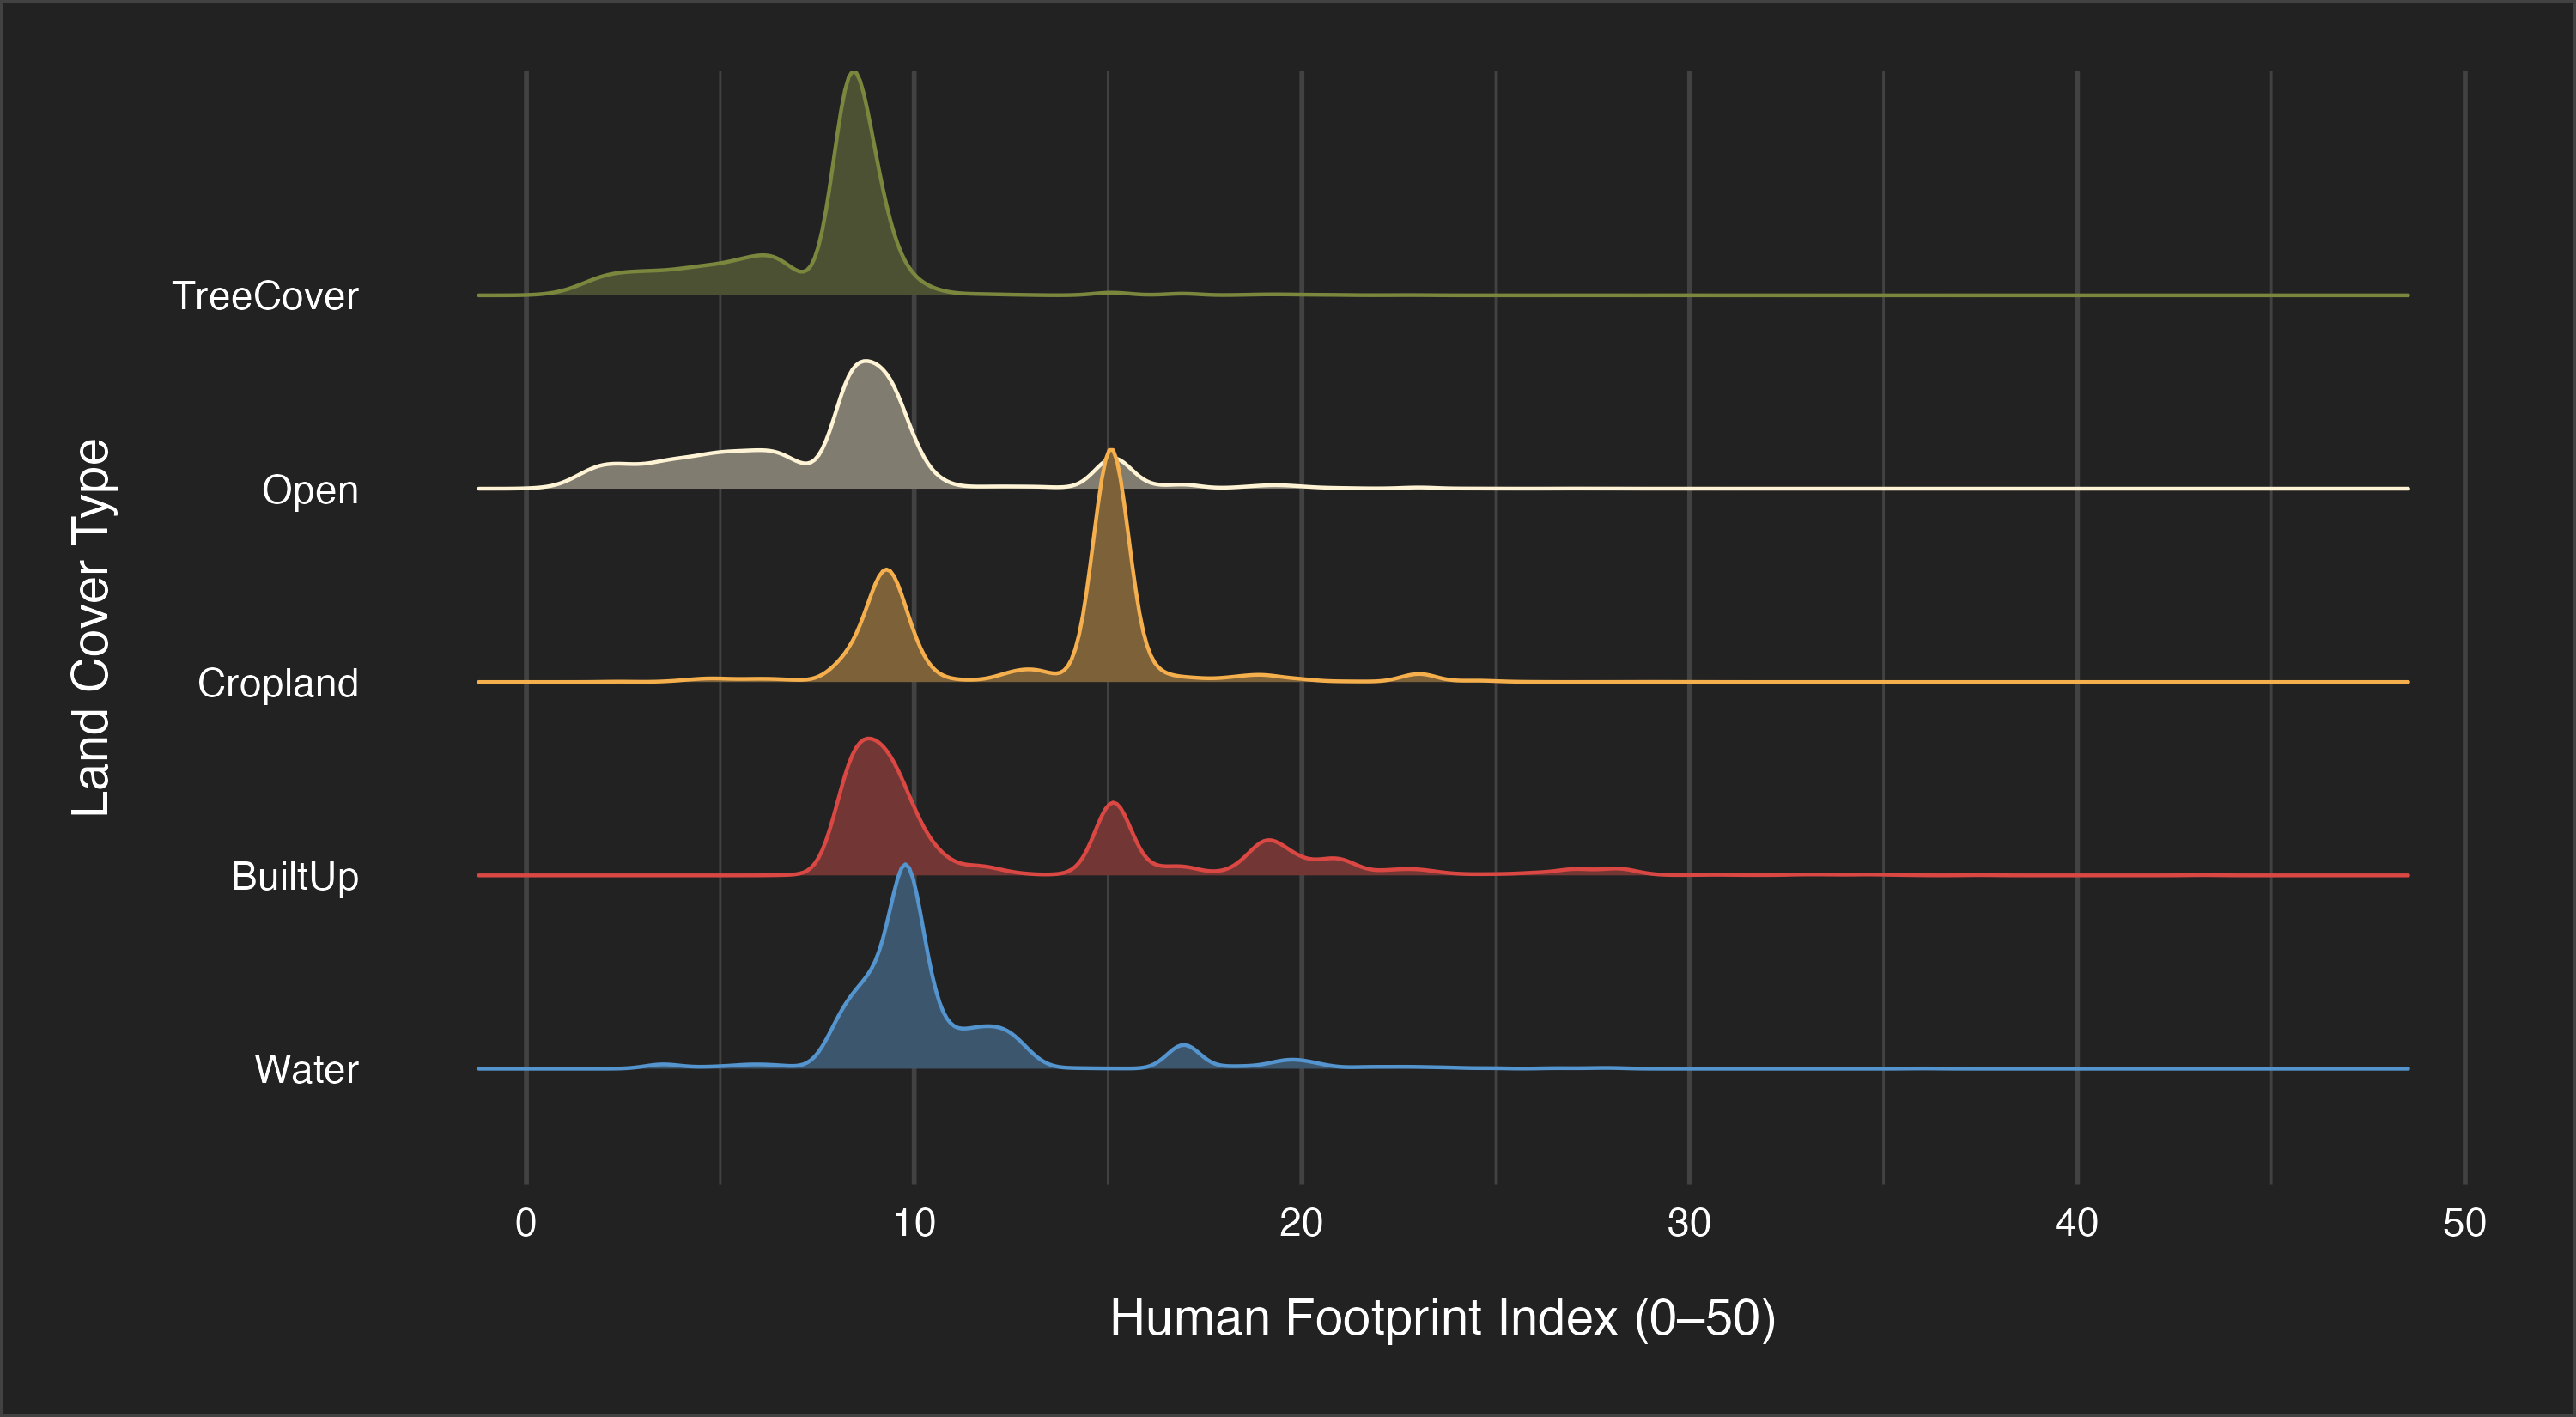 Land Cover Type
TreeCover
Open
Cropland
BuiltUp
Water
0 10 20 30 40 50
Human Footprint Index (0–50)